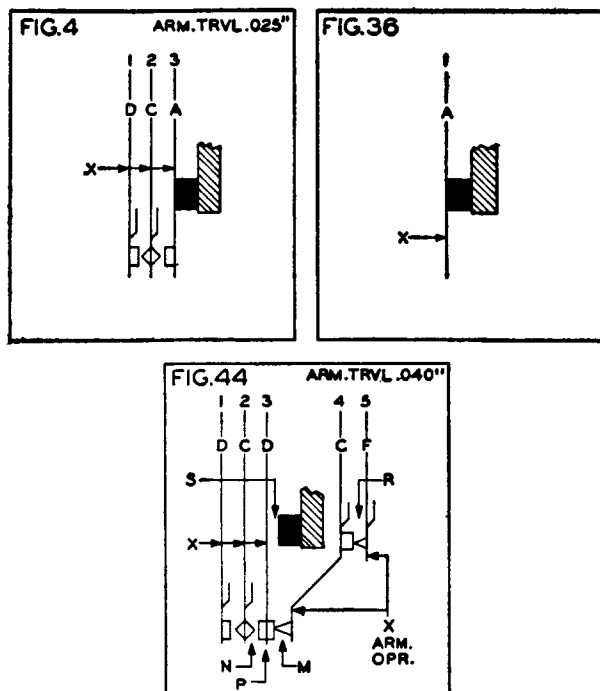 FIG.4 ARM.TRVL .025"
1 2 3
D C A
X
FIG.36
1
A
X
FIG.44 ARM.TRVL .040"
1 2 3 4 5
D C D C F
S R
X
X
ARM.
OPR.
N M
P